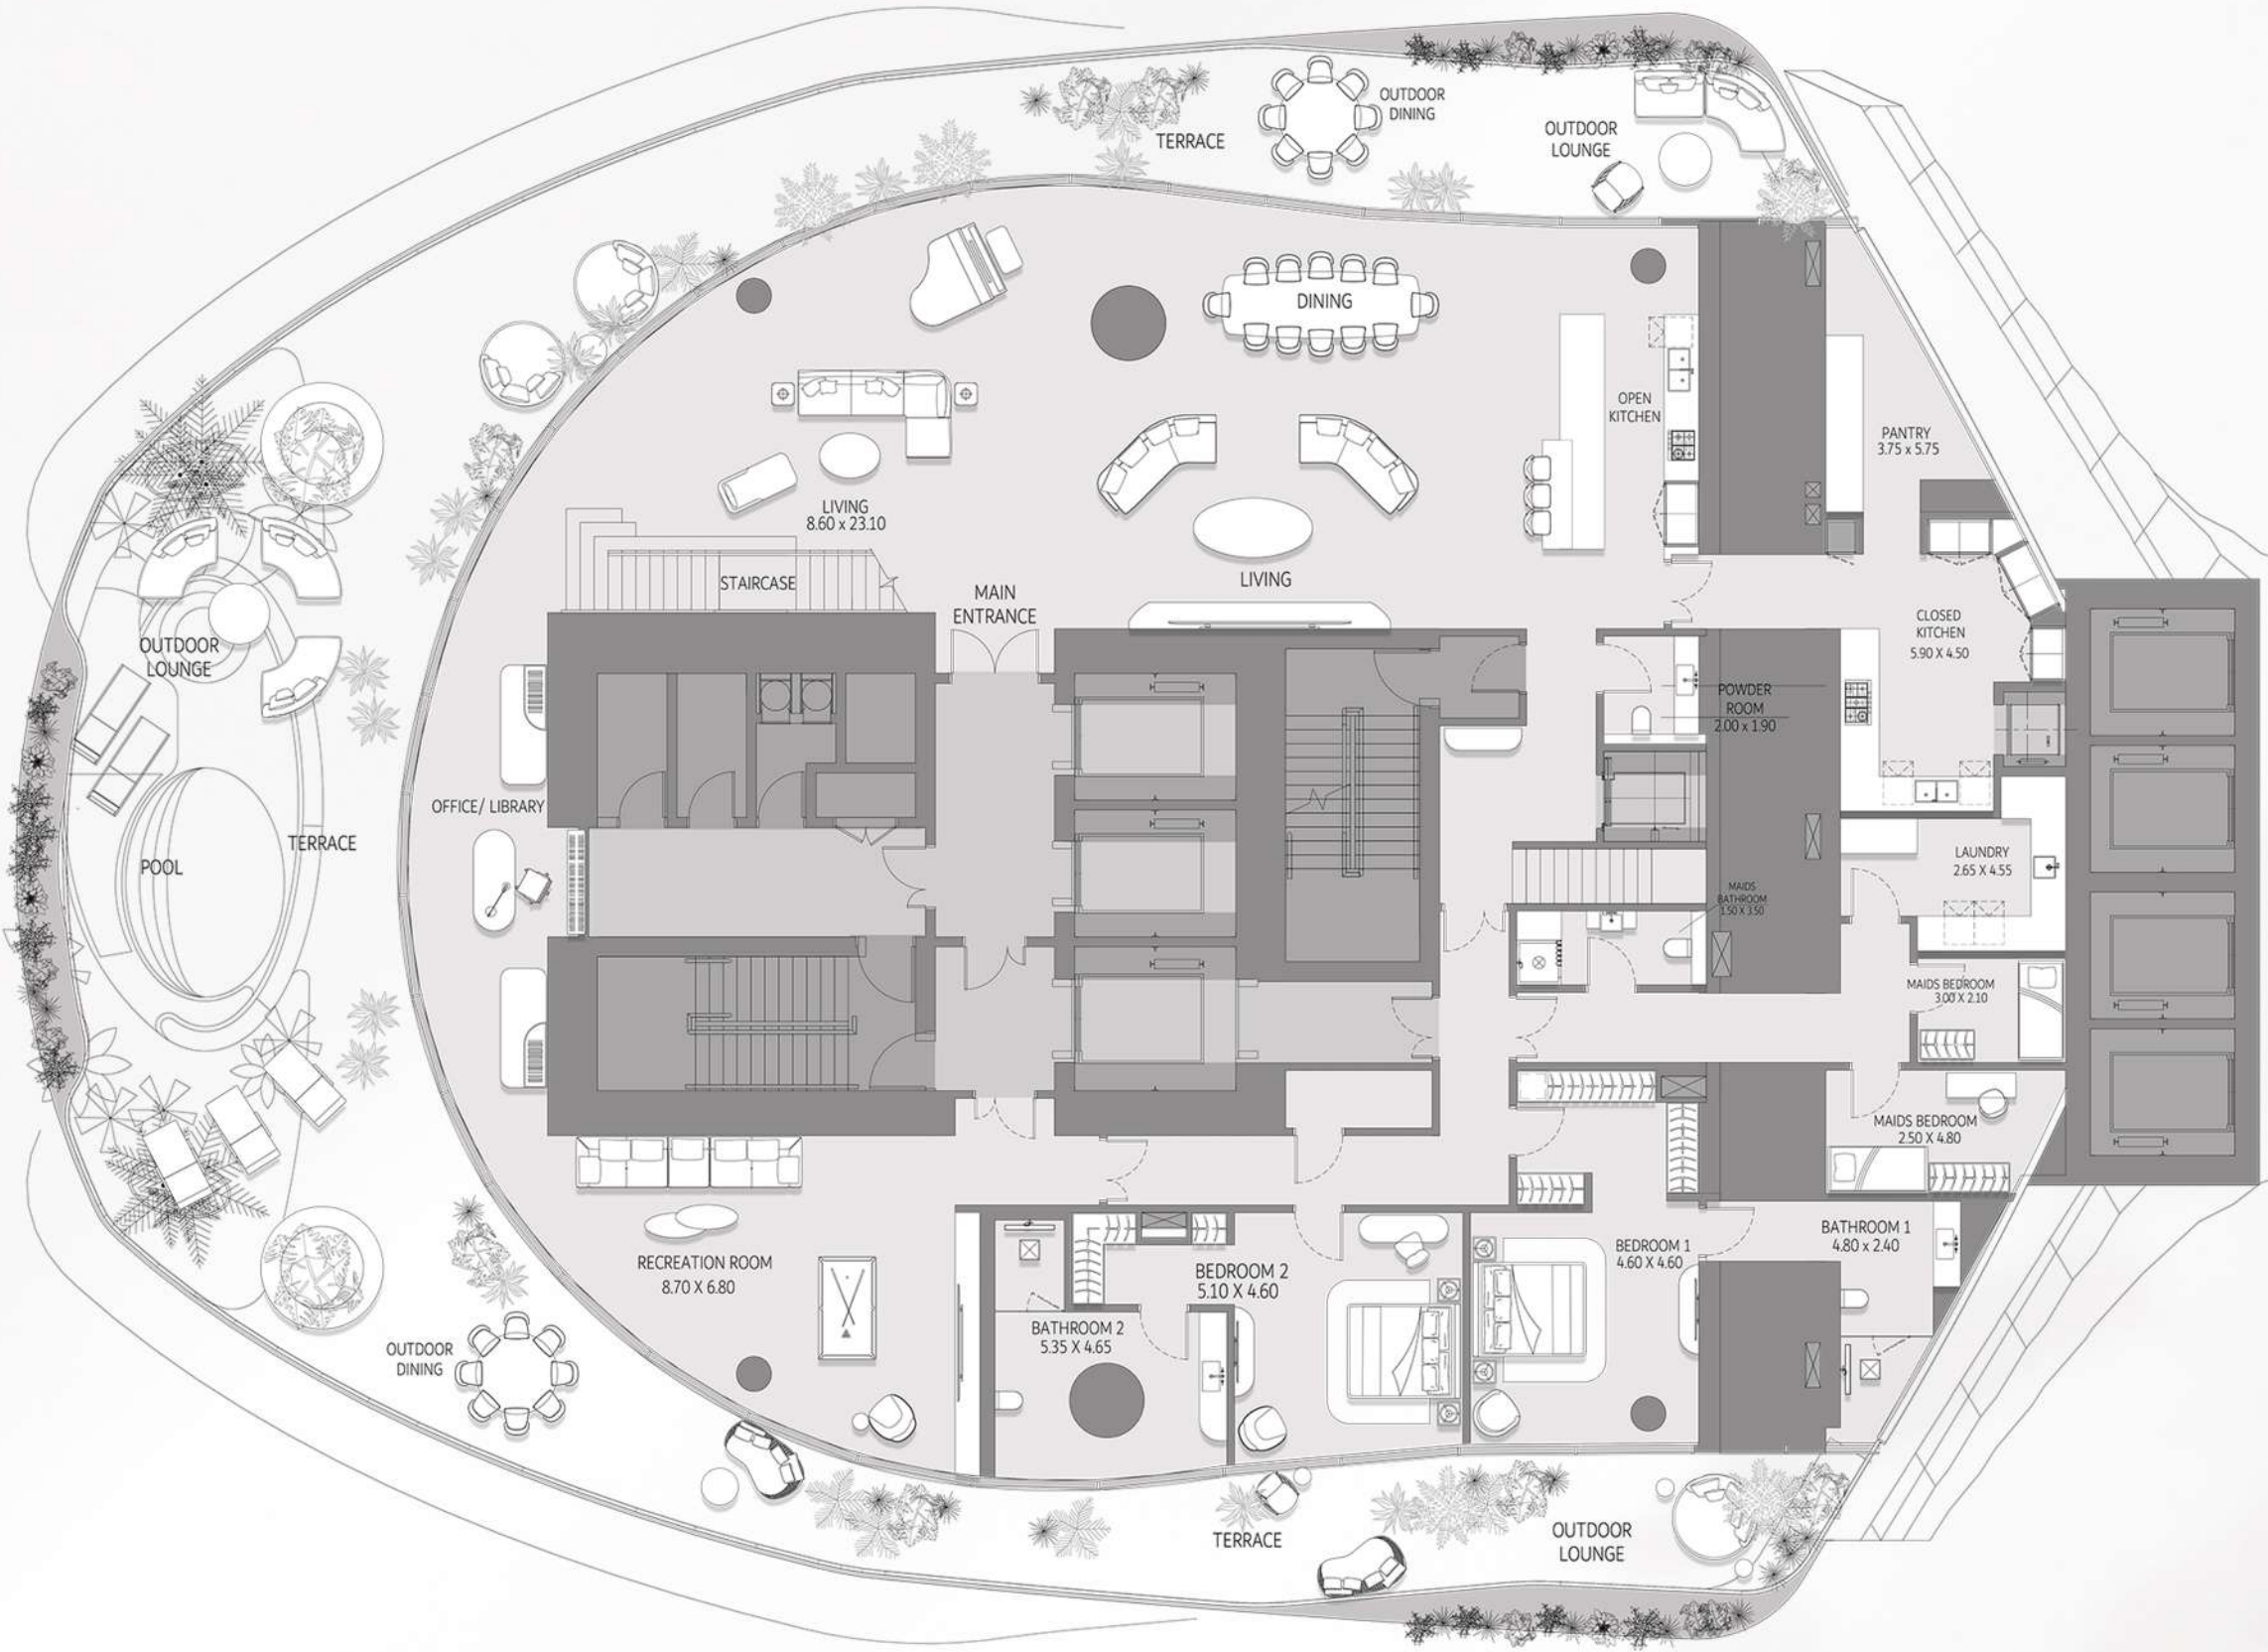 OUTDOOR
DINING
TERRACE
OUTDOOR
LOUNGE
DINING
OPEN
KITCHEN
PANTRY
3.75 x 5.75
LIVING
8.60 x 23.10
STAIRCASE
MAIN
ENTRANCE
LIVING
CLOSED
KITCHEN
5.90 X 4.50
OUTDOOR
LOUNGE
POWDER
ROOM
2.00 x 1.90
OFFICE/ LIBRARY
TERRACE
POOL
LAUNDRY
2.65 X 4.55
MAIDS
BATHROOM
1.50 X 3.50
MAIDS BEDROOM
3.00 X 2.10
MAIDS BEDROOM
2.50 X 4.80
RECREATION ROOM
8.70 X 6.80
BEDROOM 2
5.10 X 4.60
BEDROOM 1
4.60 X 4.60
BATHROOM 1
4.80 x 2.40
BATHROOM 2
5.35 X 4.65
OUTDOOR
DINING
TERRACE
OUTDOOR
LOUNGE